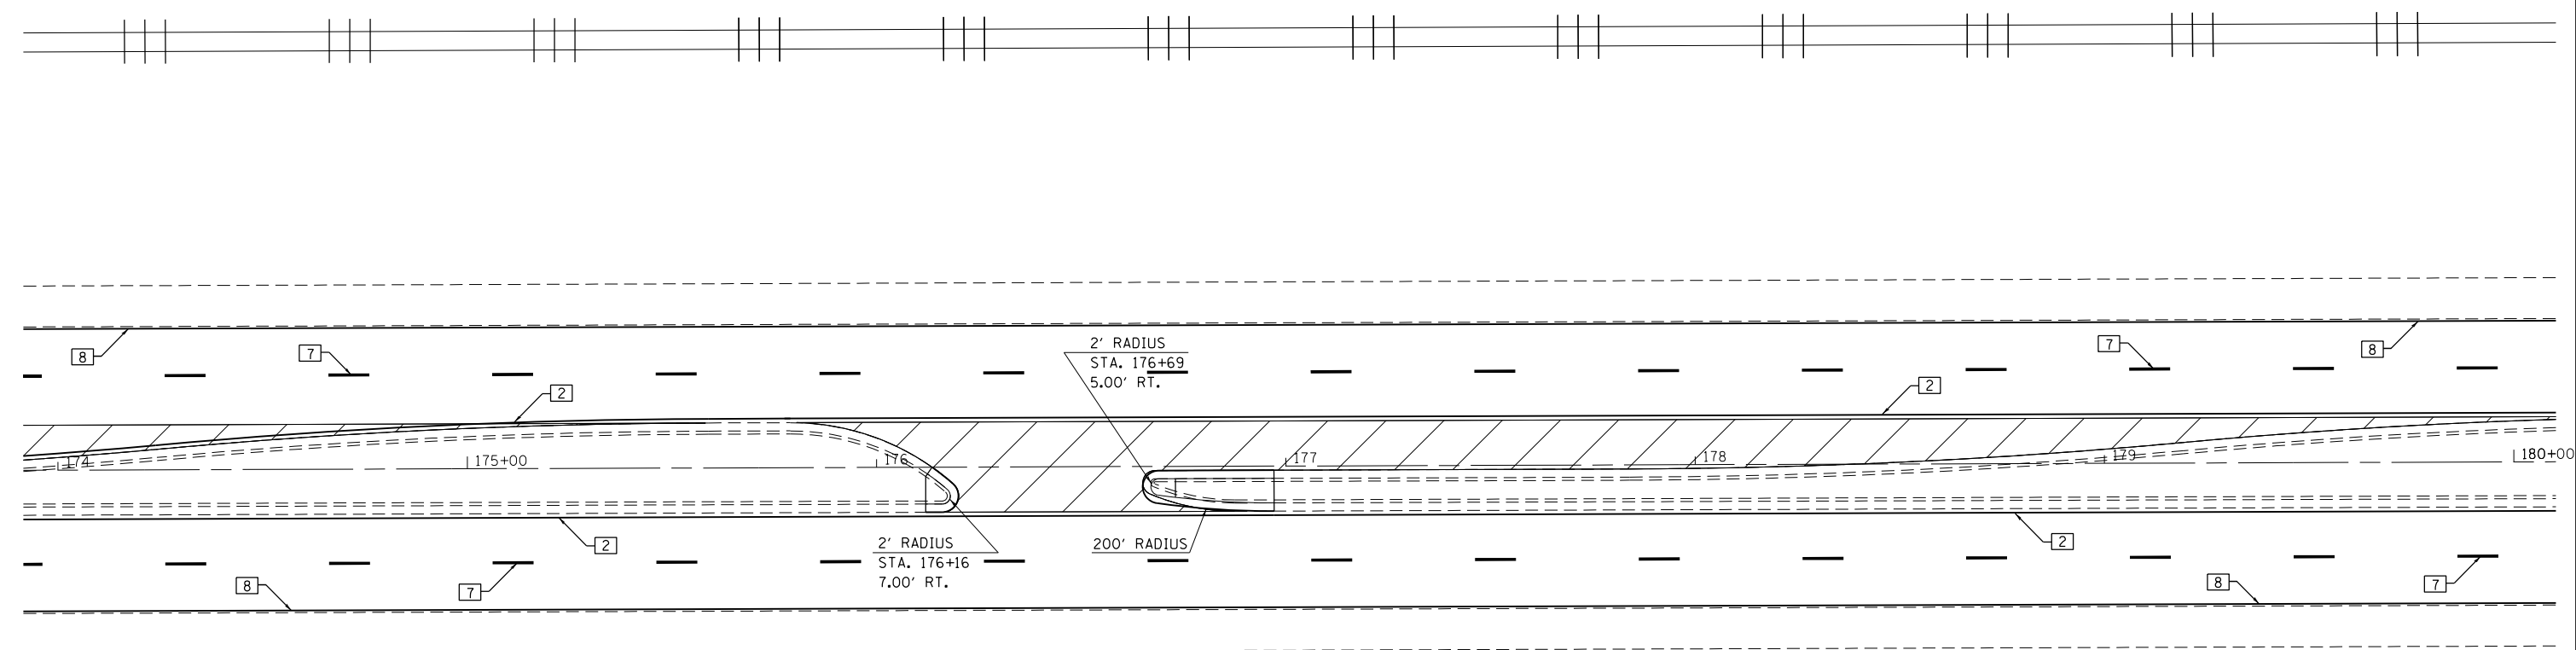 2' RADIUS
STA. 176+69
5.00' RT.
8
7
7
8
2
2
174
175+00
176
177
178
179
180+00
2
2' RADIUS
STA. 176+16
7.00' RT.
200' RADIUS
2
8
7
8
7